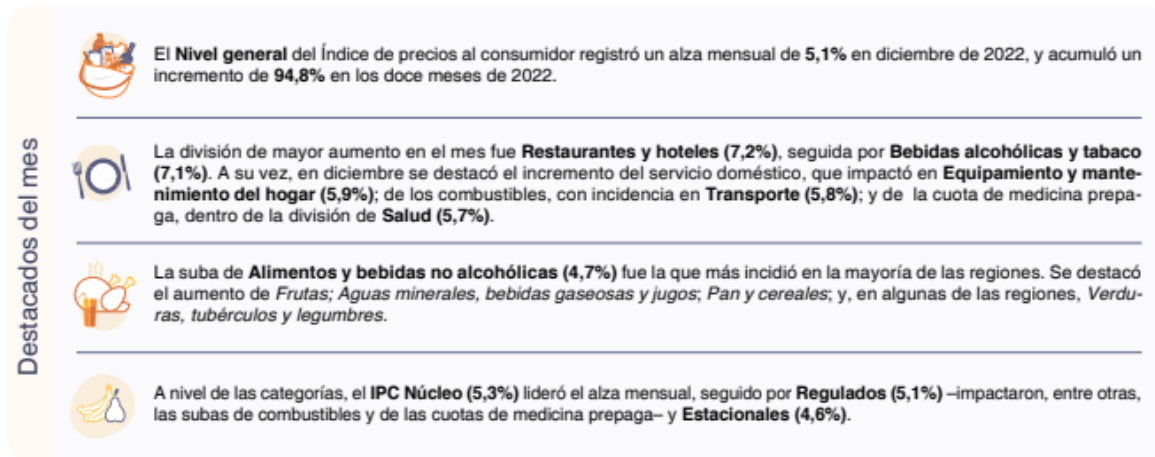 Destacados del mes
El Nivel general del Índice de precios al consumidor registró un alza mensual de 5,1% en diciembre de 2022, y acumuló un
incremento de 94,8% en los doce meses de 2022.
La división de mayor aumento en el mes fue Restaurantes y hoteles (7,2%), seguida por Bebidas alcohólicas y tabaco
(7,1%). A su vez, en diciembre se destacó el incremento del servicio doméstico, que impactó en Equipamiento y mante-
nimiento del hogar (5,9%); de los combustibles, con incidencia en Transporte (5,8%); y de la cuota de medicina prepa-
ga, dentro de la división de Salud (5,7%).
La suba de Alimentos y bebidas no alcohólicas (4,7%) fue la que más incidió en la mayoría de las regiones. Se destacó
el aumento de Frutas; Aguas minerales, bebidas gaseosas y jugos; Pan y cereales; y, en algunas de las regiones, Verdu-
ras, tubérculos y legumbres.
A nivel de las categorías, el IPC Núcleo (5,3%) lideró el alza mensual, seguido por Regulados (5,1%) –impactaron, entre otras,
las subas de combustibles y de las cuotas de medicina prepaga– y Estacionales (4,6%).